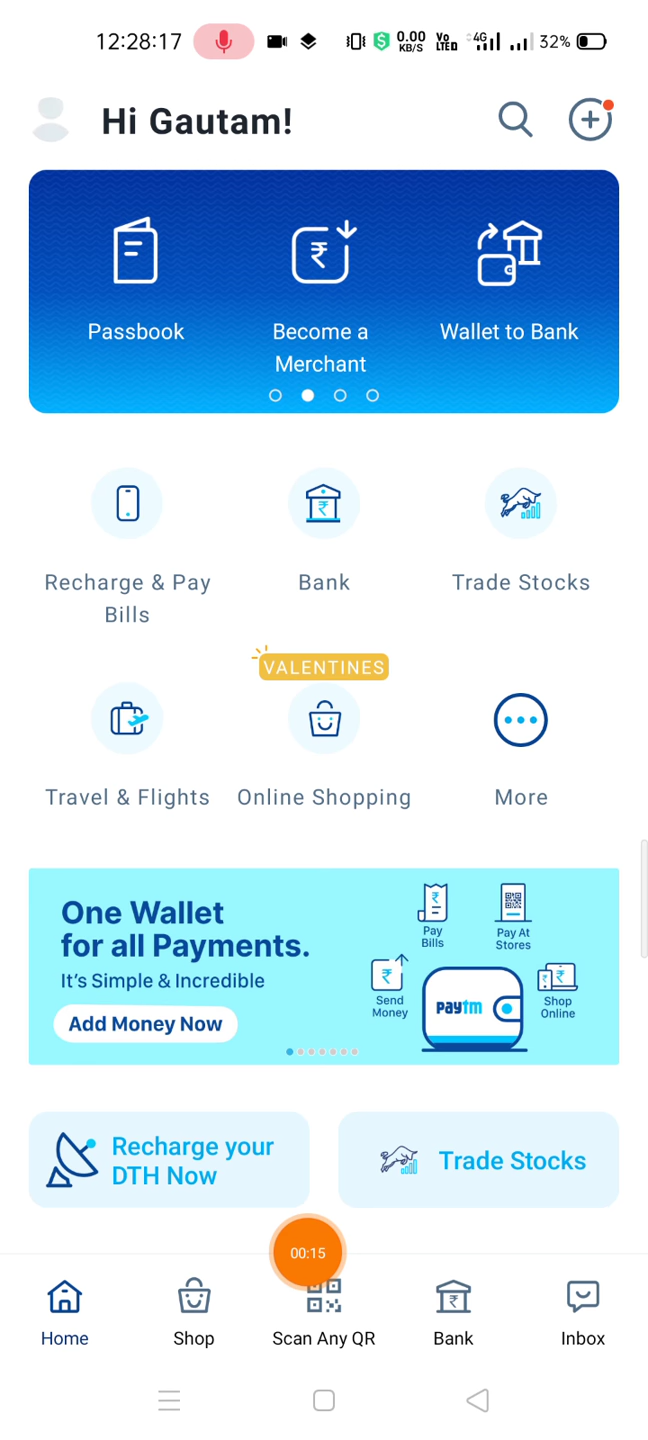 12:28:17
0.00 KB/S
Vo LTE
4G
32%
Hi Gautam!
Passbook
Become a
Merchant
Wallet to Bank
Recharge & Pay
Bills
Bank
Trade Stocks
VALENTINES
Travel & Flights
Online Shopping
More
One Wallet
for all Payments.
It's Simple & Incredible
Add Money Now
Pay
Bills
Pay At
Stores
Send
Money
paytm
Shop
Online
Recharge your
DTH Now
Trade Stocks
00:15
Home
Shop
Scan Any QR
Bank
Inbox